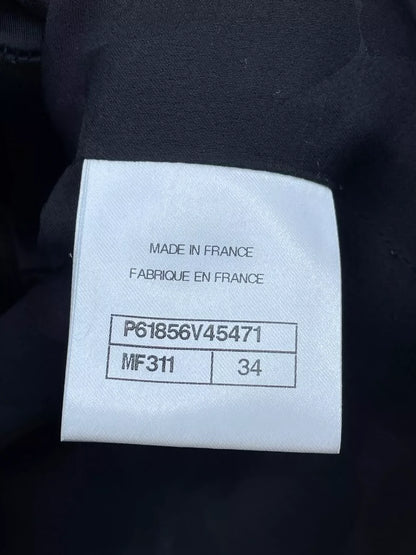 MADE IN FRANCE
FABRIQUE EN FRANCE
P61856V45471
MF311 34